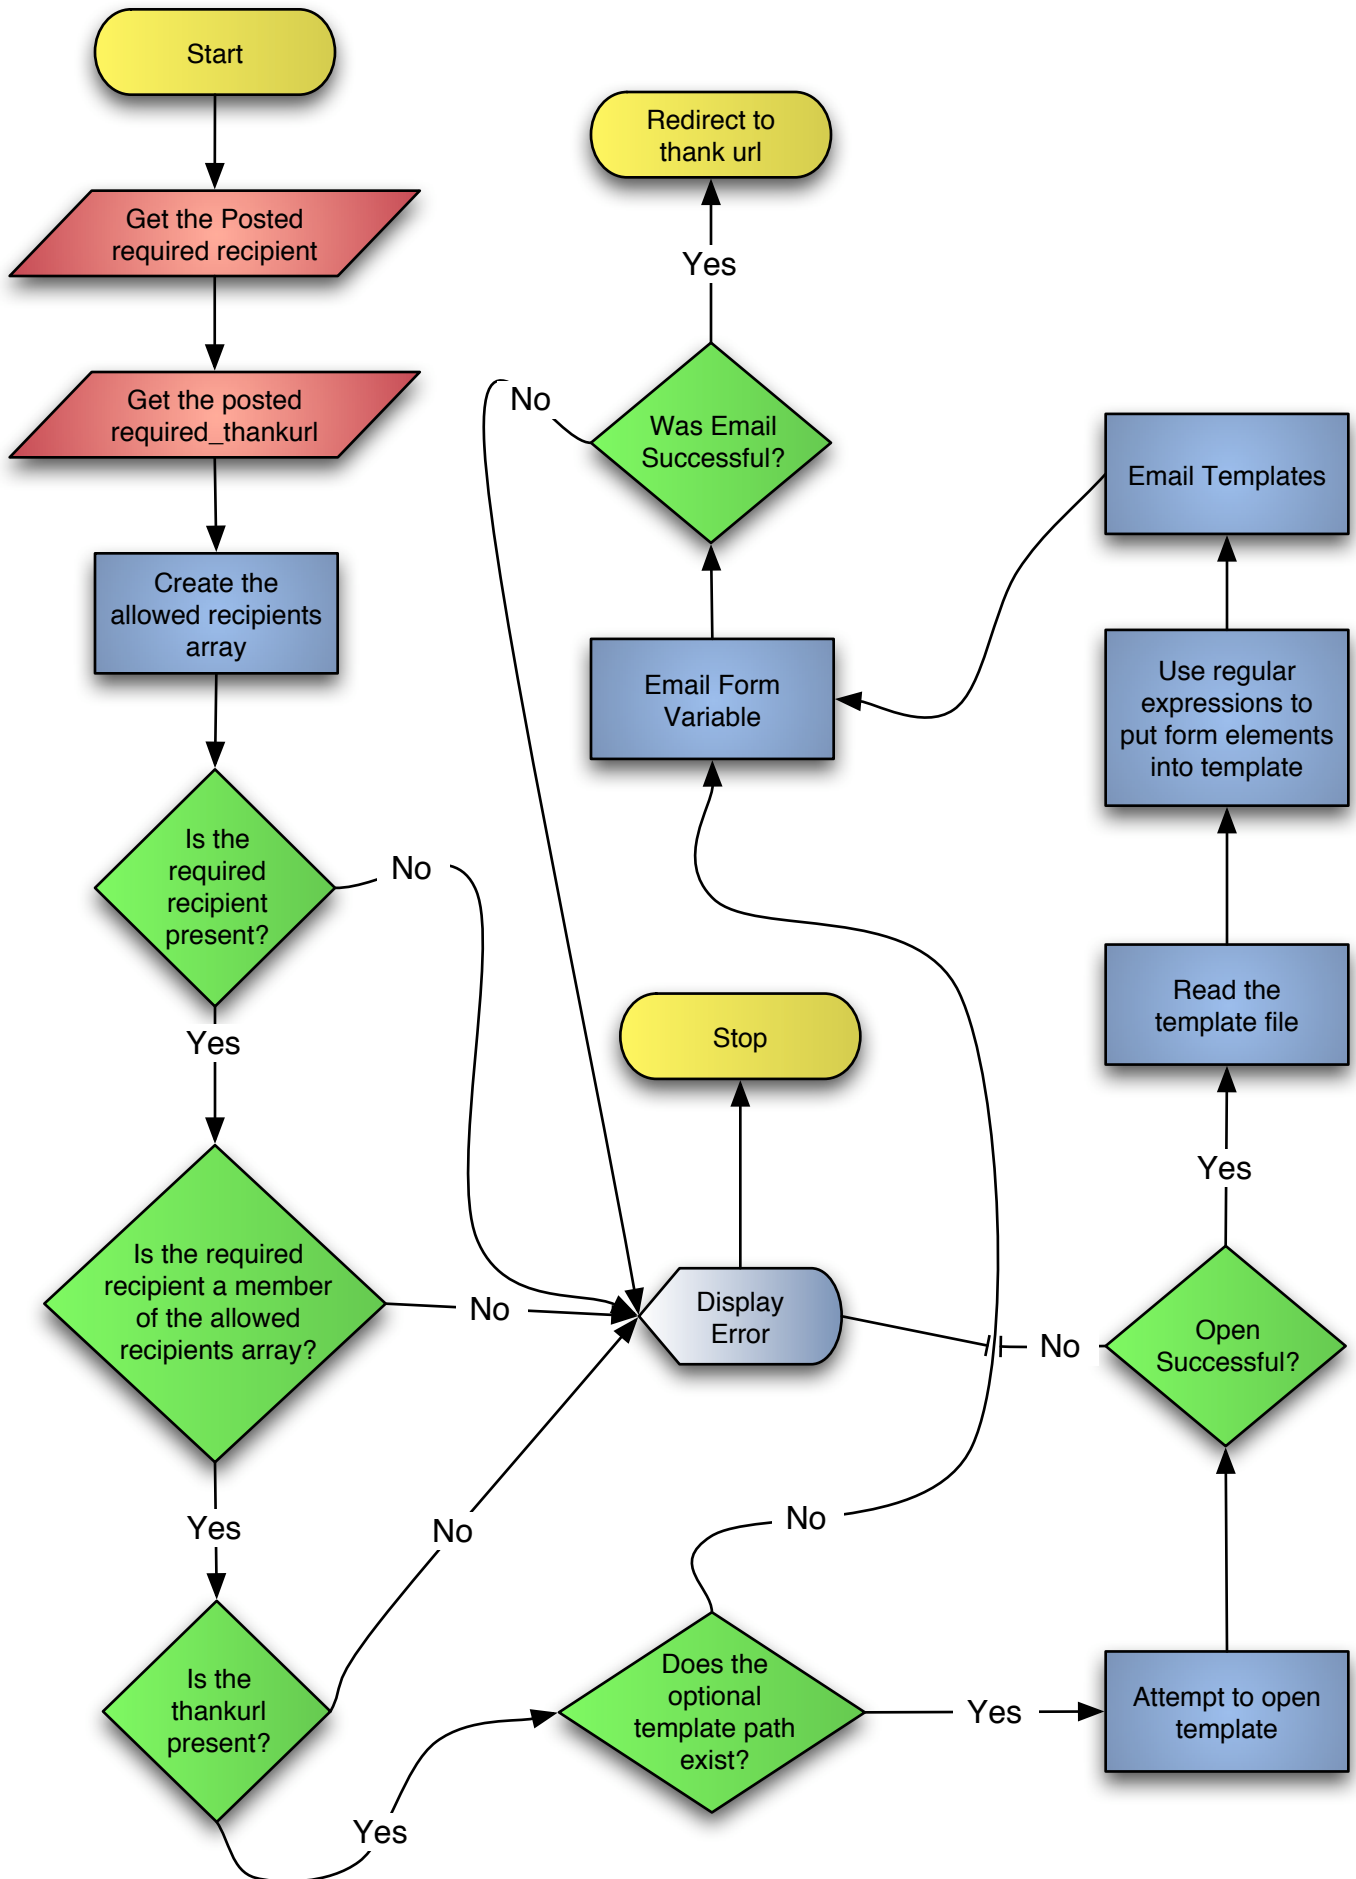 Start
Get the Posted
required recipient
Get the posted
required_thankurl
Create the
allowed recipients
array
Is the
required
recipient
present?
No
Yes
Is the required
recipient a member
of the allowed
recipients array?
No
Yes
Is the
thankurl
present?
No
Yes
Redirect to
thank url
Yes
Was Email
Successful?
No
Email Form
Variable
Stop
Display
Error
No
Does the
optional
template path
exist?
Yes
Email Templates
Use regular
expressions to
put form elements
into template
Read the
template file
Yes
Open
Successful?
No
Attempt to open
template